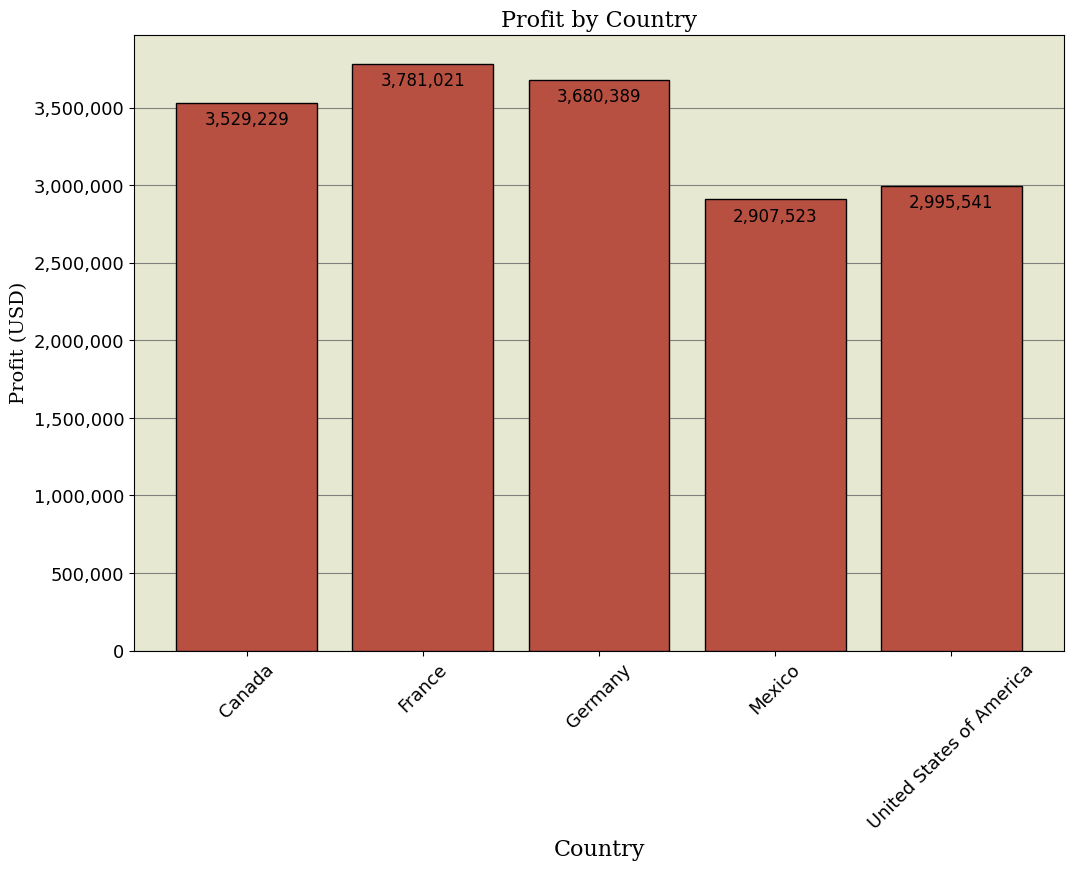 Profit by Country
Profit (USD)
3,500,000
3,000,000
2,500,000
2,000,000
1,500,000
1,000,000
500,000
0
3,529,229
3,781,021
3,680,389
2,907,523
2,995,541
Canada
France
Germany
Mexico
United States of America
Country